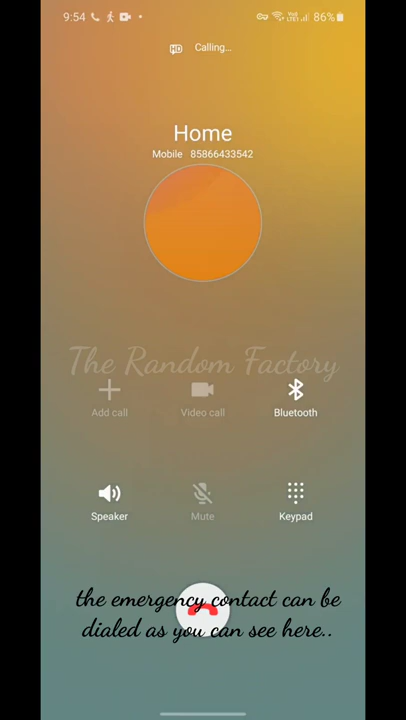 9:54
VoLTE1 86%
HD Calling...
Home
Mobile 85866433542
The Random Factory
Add call
Video call
Bluetooth
Speaker
Mute
Keypad
the emergency contact can be
dialed as you can see here..